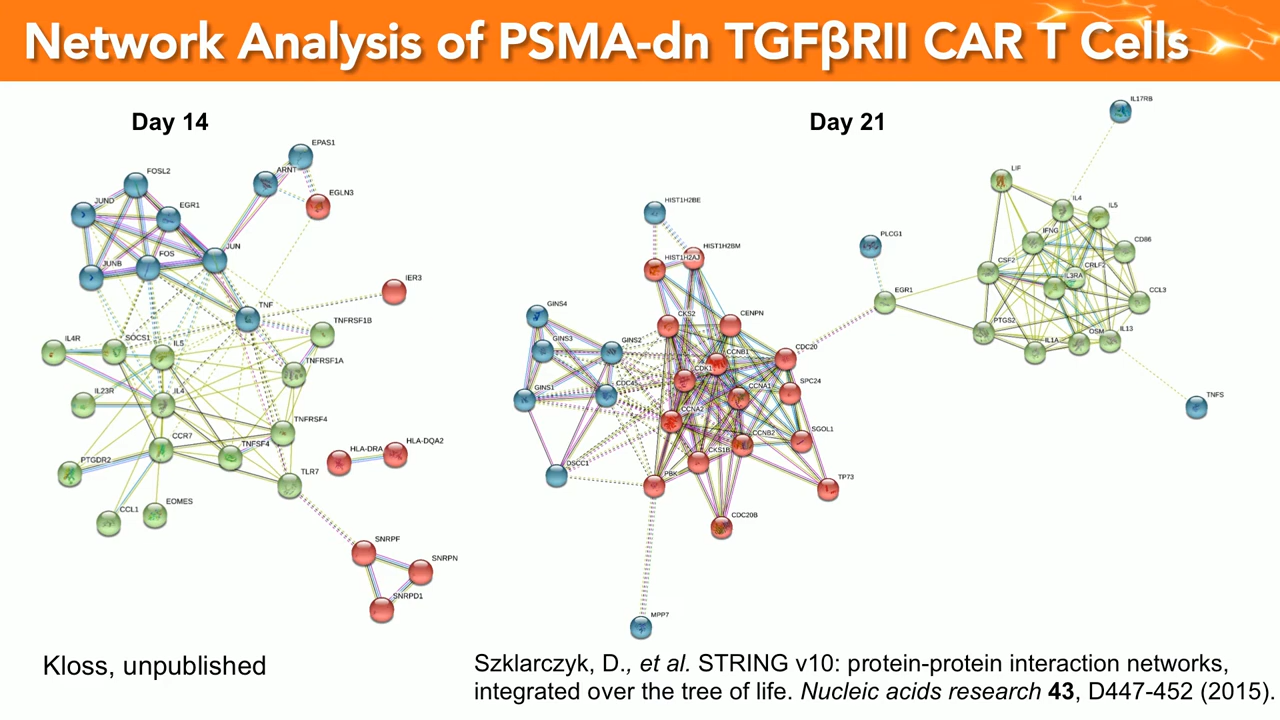 Network Analysis of PSMA-dn TGFβRII CAR T Cells
Day 14
Day 21
EPAS1
ARNT
EGLN3
FOSL2
JUND
EGR1
JUN
FOS
JUNB
IER3
TNF
TNFRSF1B
SOCS1
IL4R
IL5
TNFRSF1A
IL23R
IL4
TNFRSF4
CCR7
TNFSF4
HLA-DRA
HLA-DQA2
PTGDR2
TLR7
CCL1
EOMES
SNRPF
SNRPN
SNRPD1
HIST1H2BE
HIST1H2BM
HIST1H2AJ
GINS4
CKS2
CENPN
GINS3
GINS2
CCNB1
CDC20
CDK1
GINS1
CDC45
CCNA1
SPC24
CCNA2
CCNB2
SGOL1
CKS1B
DSCC1
PBK
TP73
CDC20B
MPP7
IL17RB
LIF
IL4
IL5
PLCG1
IFNG
CD86
CSF2
CRLF2
IL3RA
EGR1
CCL3
PTGS2
IL1A
OSM
IL13
TNFS
Kloss, unpublished
Szklarczyk, D., et al. STRING v10: protein-protein interaction networks,
integrated over the tree of life. Nucleic acids research 43, D447-452 (2015).